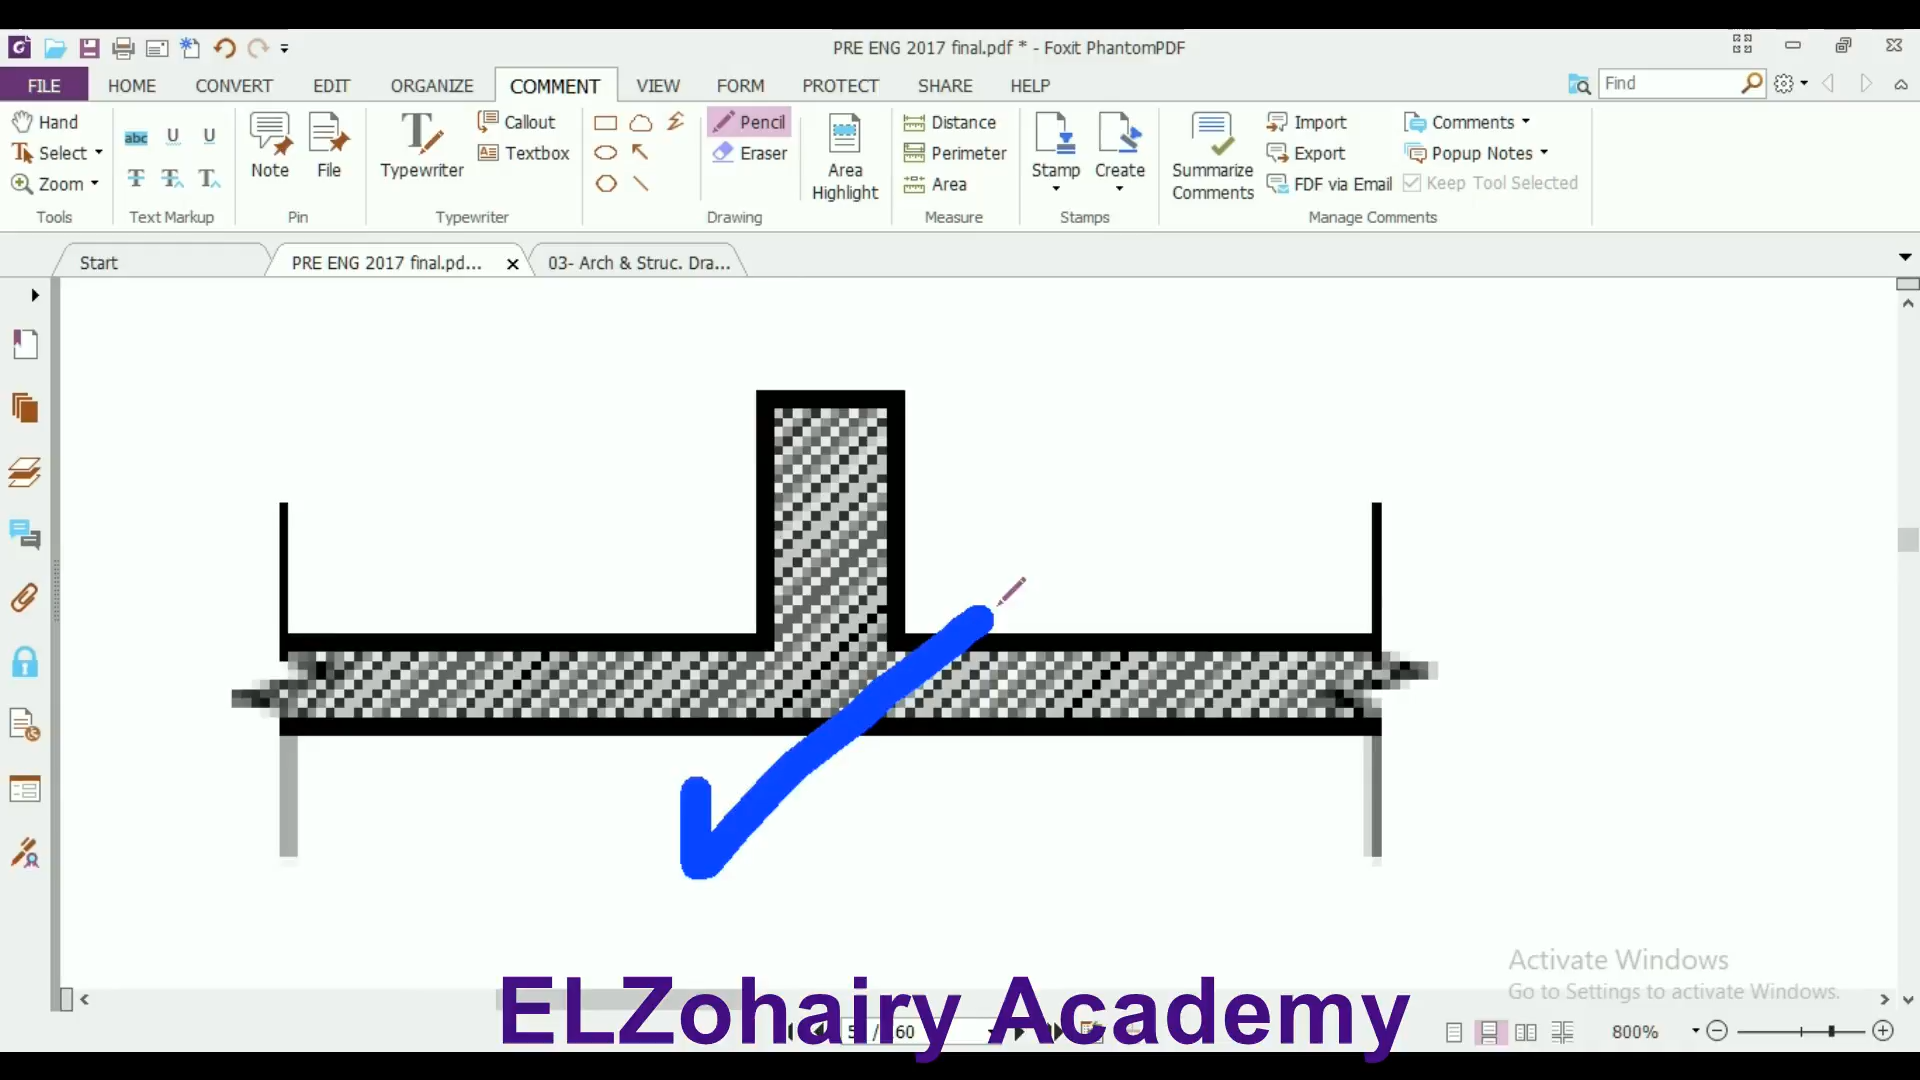 PRE ENG 2017 final.pdf * - Foxit PhantomPDF
FILE HOME CONVERT EDIT ORGANIZE COMMENT VIEW FORM PROTECT SHARE HELP Find
Hand
Select
Zoom
Tools
abc U U
T T T
Text Markup
Note File
Pin
Typewriter
Callout
Textbox
Typewriter
Pencil
Eraser
Drawing
Area
Highlight
Distance
Perimeter
Area
Measure
Stamp Create
Stamps
Summarize
Comments
Import
Export
FDF via Email
Comments
Popup Notes
Keep Tool Selected
Manage Comments
Start PRE ENG 2017 final.pd... 03- Arch & Struc. Dra...
Activate Windows
Go to Settings to activate Windows.
ELZohairy Academy
60
800%